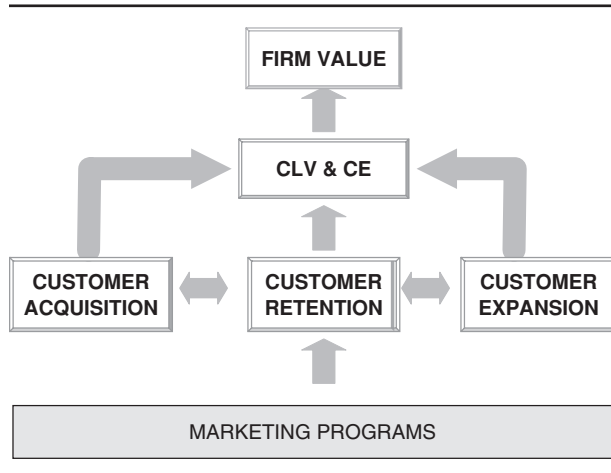 FIRM VALUE
CLV & CE
CUSTOMER
ACQUISITION
CUSTOMER
RETENTION
CUSTOMER
EXPANSION
MARKETING PROGRAMS